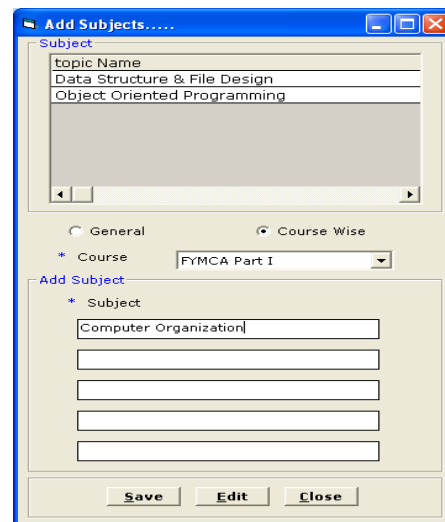 Add Subjects.....
Subject
topic Name
Data Structure & File Design
Object Oriented Programming
General Course Wise
* Course FYMCA Part I
Add Subject
* Subject
Computer Organization
Save Edit Close